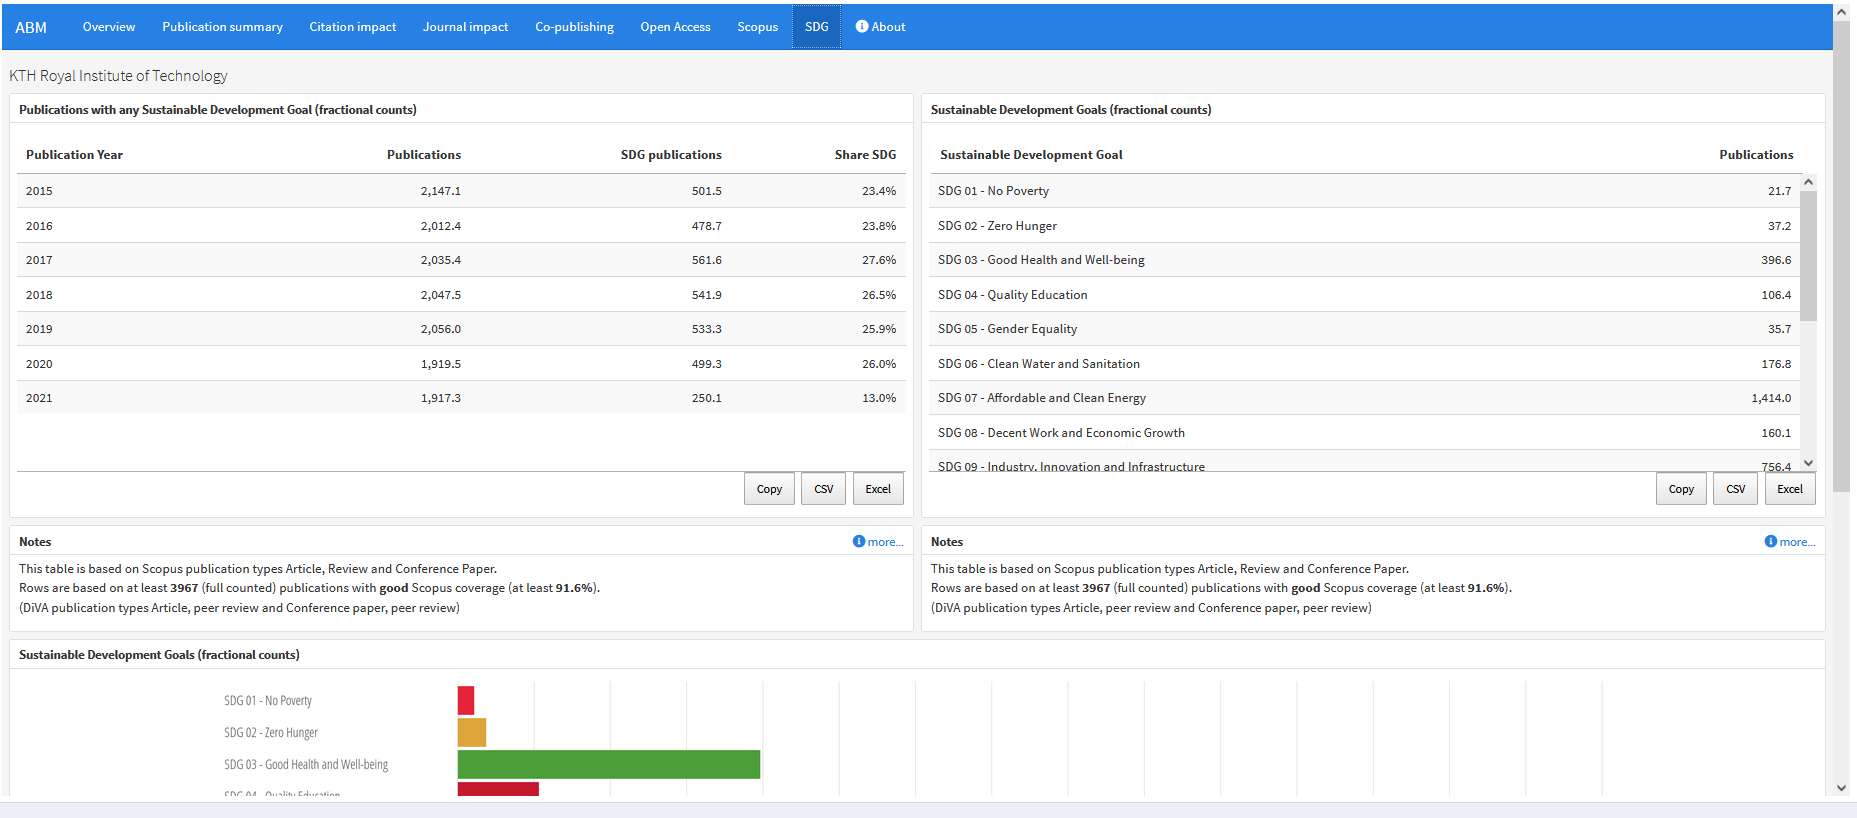 ABM Overview Publication summary Citation impact Journal impact Co-publishing Open Access Scopus SDG About
KTH Royal Institute of Technology
Publications with any Sustainable Development Goal (fractional counts)
Publication Year Publications SDG publications Share SDG
2015 2,147.1 501.5 23.4%
2016 2,012.4 478.7 23.8%
2017 2,035.4 561.6 27.6%
2018 2,047.5 541.9 26.5%
2019 2,056.0 533.3 25.9%
2020 1,919.5 499.3 26.0%
2021 1,917.3 250.1 13.0%
Copy CSV Excel
Sustainable Development Goals (fractional counts)
Sustainable Development Goal Publications
SDG 01 - No Poverty 21.7
SDG 02 - Zero Hunger 37.2
SDG 03 - Good Health and Well-being 396.6
SDG 04 - Quality Education 106.4
SDG 05 - Gender Equality 35.7
SDG 06 - Clean Water and Sanitation 176.8
SDG 07 - Affordable and Clean Energy 1,414.0
SDG 08 - Decent Work and Economic Growth 160.1
SDG 09 - Industry, Innovation and Infrastructure 756.4
Copy CSV Excel
Notes more...
This table is based on Scopus publication types Article, Review and Conference Paper.
Rows are based on at least 3967 (full counted) publications with good Scopus coverage (at least 91.6%).
(DiVA publication types Article, peer review and Conference paper, peer review)
Notes more...
This table is based on Scopus publication types Article, Review and Conference Paper.
Rows are based on at least 3967 (full counted) publications with good Scopus coverage (at least 91.6%).
(DiVA publication types Article, peer review and Conference paper, peer review)
Sustainable Development Goals (fractional counts)
SDG 01 - No Poverty
SDG 02 - Zero Hunger
SDG 03 - Good Health and Well-being
SDG 04 - Quality Education